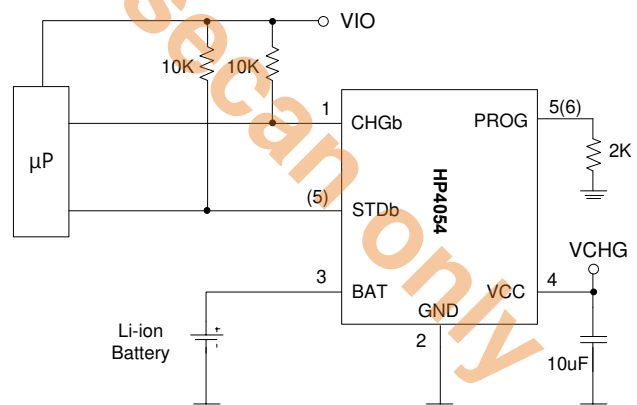 VIO
10K
10K
1
CHGb
PROG
5(6)
2K
µP
HP4054
(5)
STDb
VCHG
3
BAT
VCC
4
GND
2
Li-ion
Battery
+
-
10uF
secan only